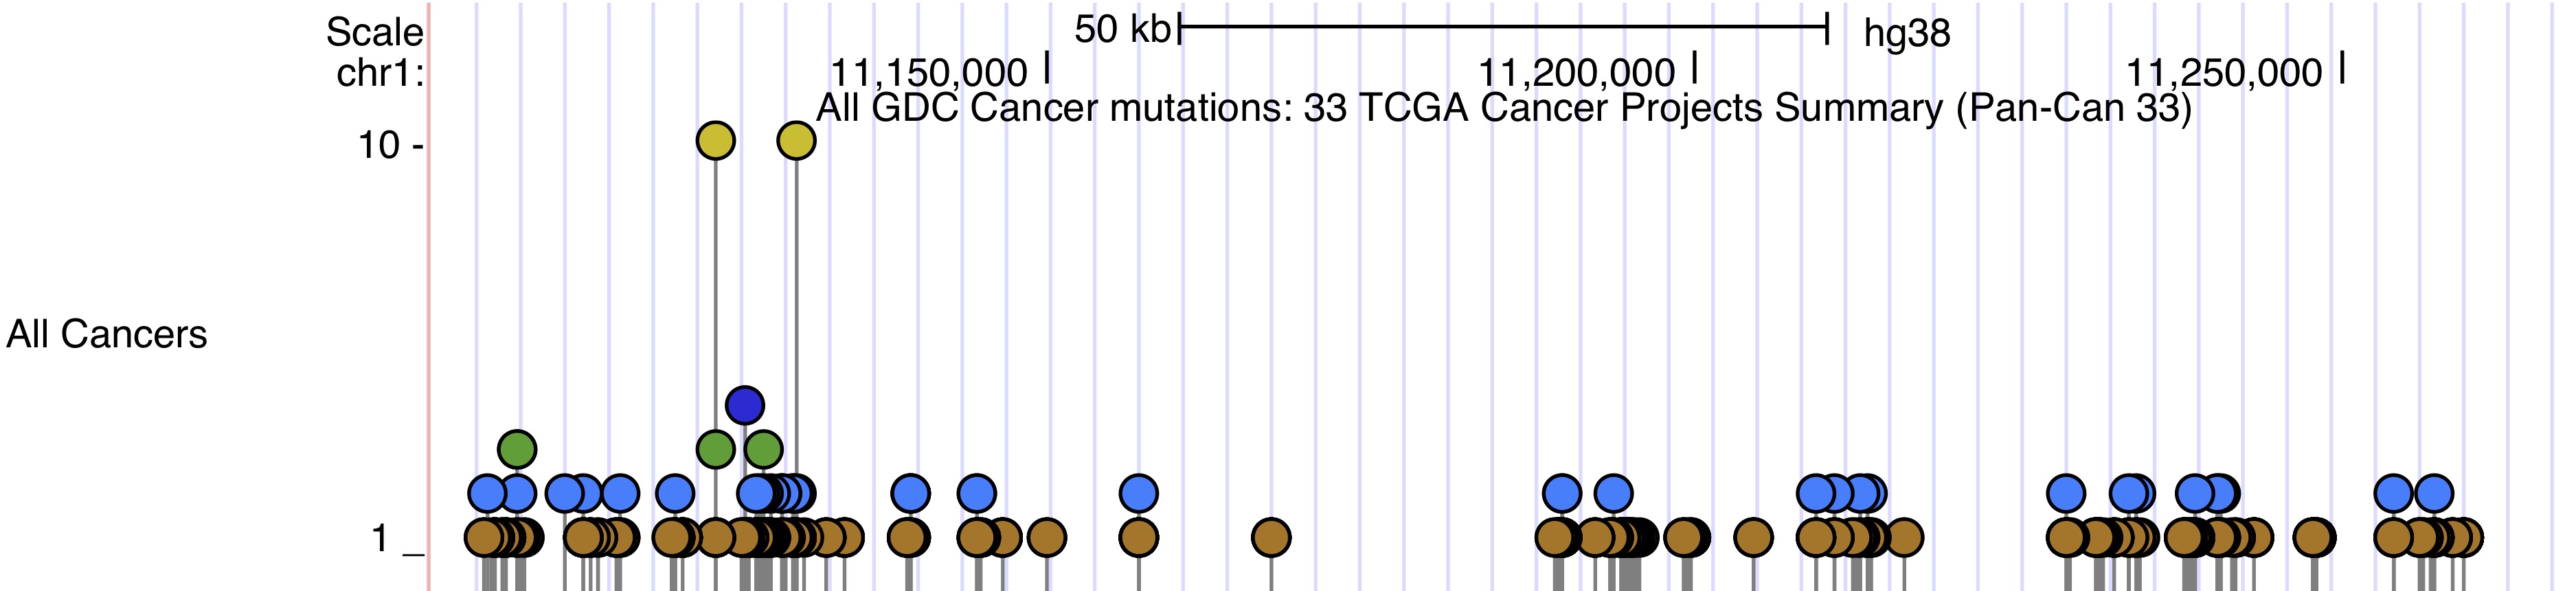 Scale 50 kb hg38
chr1: 11,150,000 11,200,000 11,250,000
All GDC Cancer mutations: 33 TCGA Cancer Projects Summary (Pan-Can 33)
10 -
All Cancers
1 _